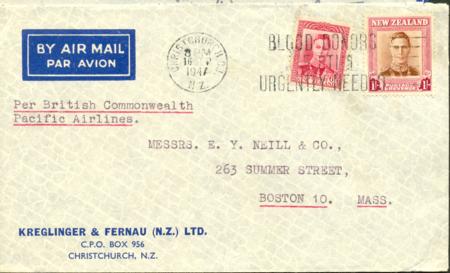 BY AIR MAIL
PAR AVION
CHRISTCHURCH
1947
N.Z.
BLOOD DONORS
STILL
URGENTLY NEEDED
NEW ZEALAND
Per British Commonwealth
Pacific Airlines.
MESSRS. E. Y. NEILL & CO.,
263 SUMMER STREET,
BOSTON 10. MASS.
KREGLINGER & FERNAU (N.Z.) LTD.
C.P.O. BOX 956
CHRISTCHURCH, N.Z.